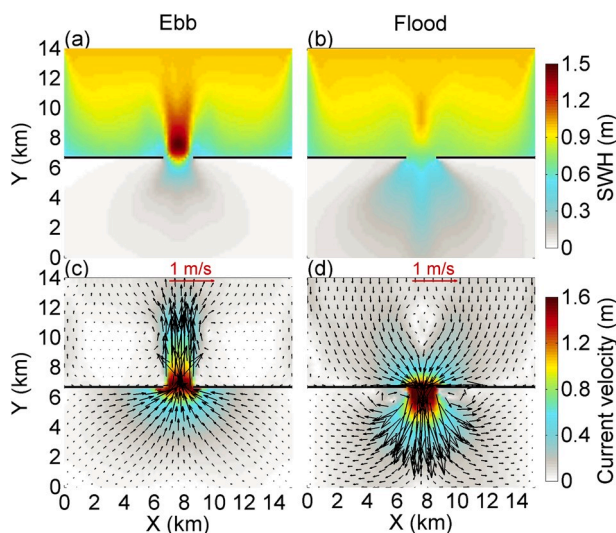 Ebb
Flood
(a)
(b)
14
12
10
8
6
4
2
0
Y (km)
1.5
1.2
0.9
0.6
0.3
0
SWH (m)
1 m/s
1 m/s
(c)
(d)
14
12
10
8
6
4
2
0
Y (km)
1.6
1.2
0.8
0.4
0
Current velocity (m)
0 2 4 6 8 10 12 14
0 2 4 6 8 10 12 14
X (km)
X (km)